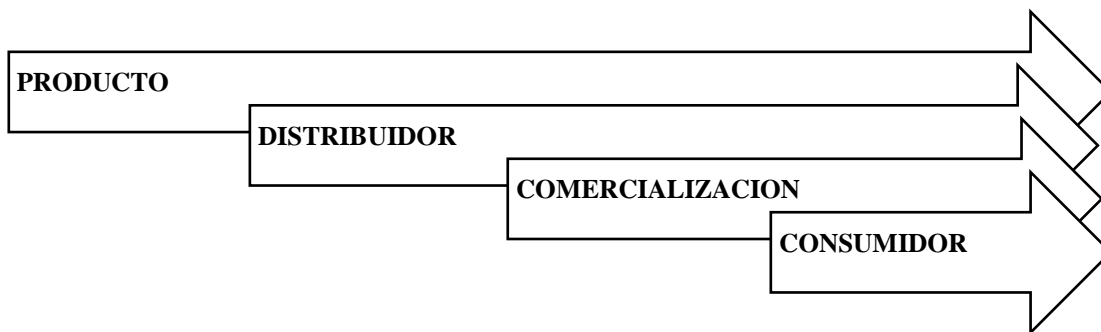 PRODUCTO
DISTRIBUIDOR
COMERCIALIZACION
CONSUMIDOR